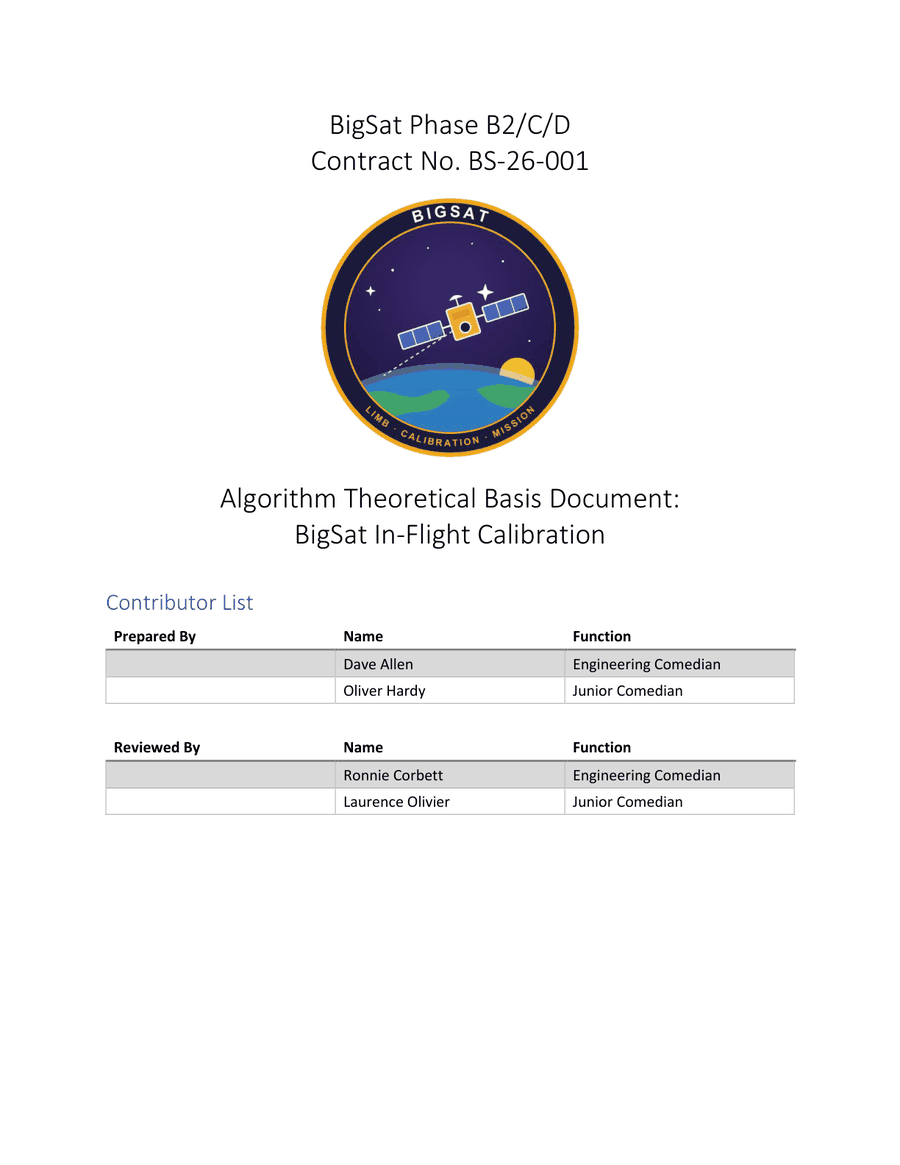 BigSat Phase B2/C/D
Contract No. BS-26-001
BIGSAT
LIMB · CALIBRATION · MISSION
Algorithm Theoretical Basis Document:
BigSat In-Flight Calibration
Contributor List
Prepared By Name Function
Dave Allen Engineering Comedian
Oliver Hardy Junior Comedian
Reviewed By Name Function
Ronnie Corbett Engineering Comedian
Laurence Olivier Junior Comedian